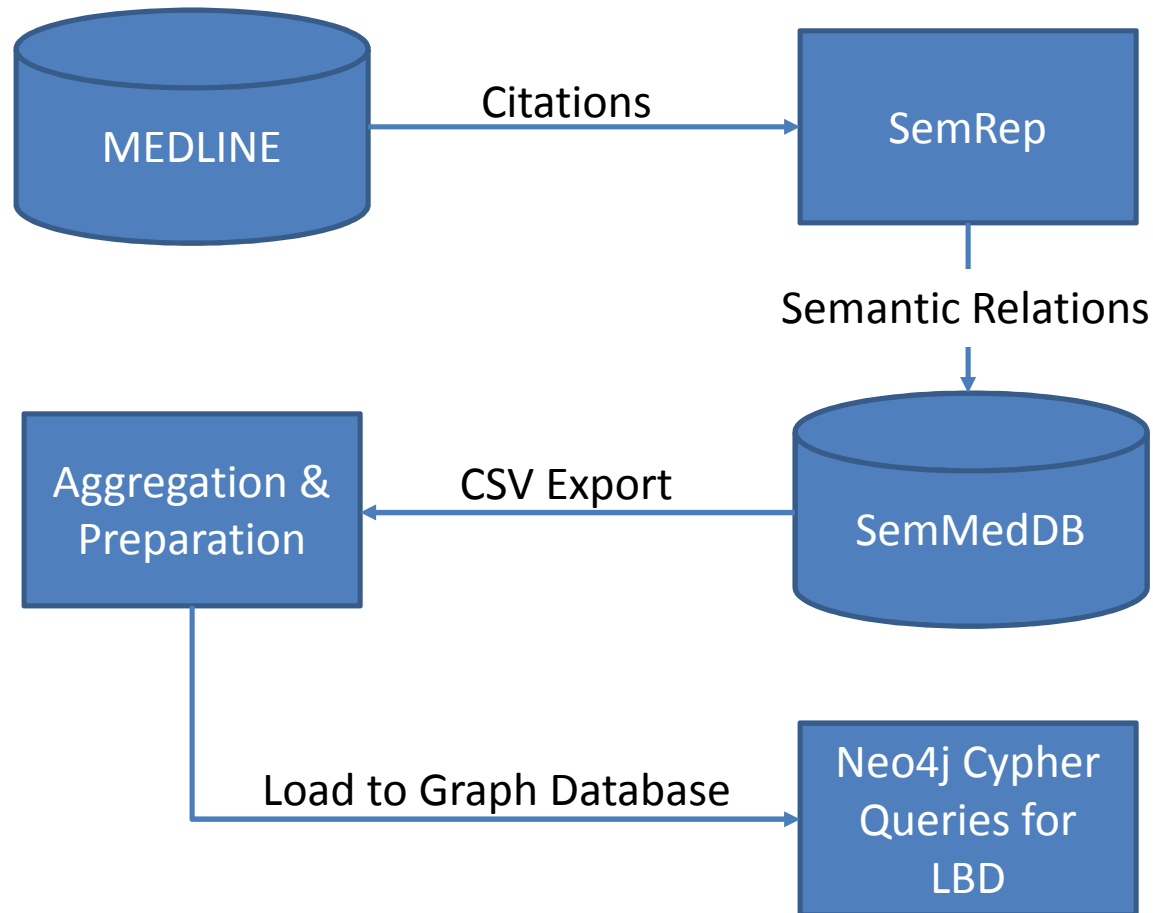 MEDLINE
Citations
SemRep
Semantic Relations
Aggregation &
Preparation
CSV Export
SemMedDB
Load to Graph Database
Neo4j Cypher
Queries for
LBD